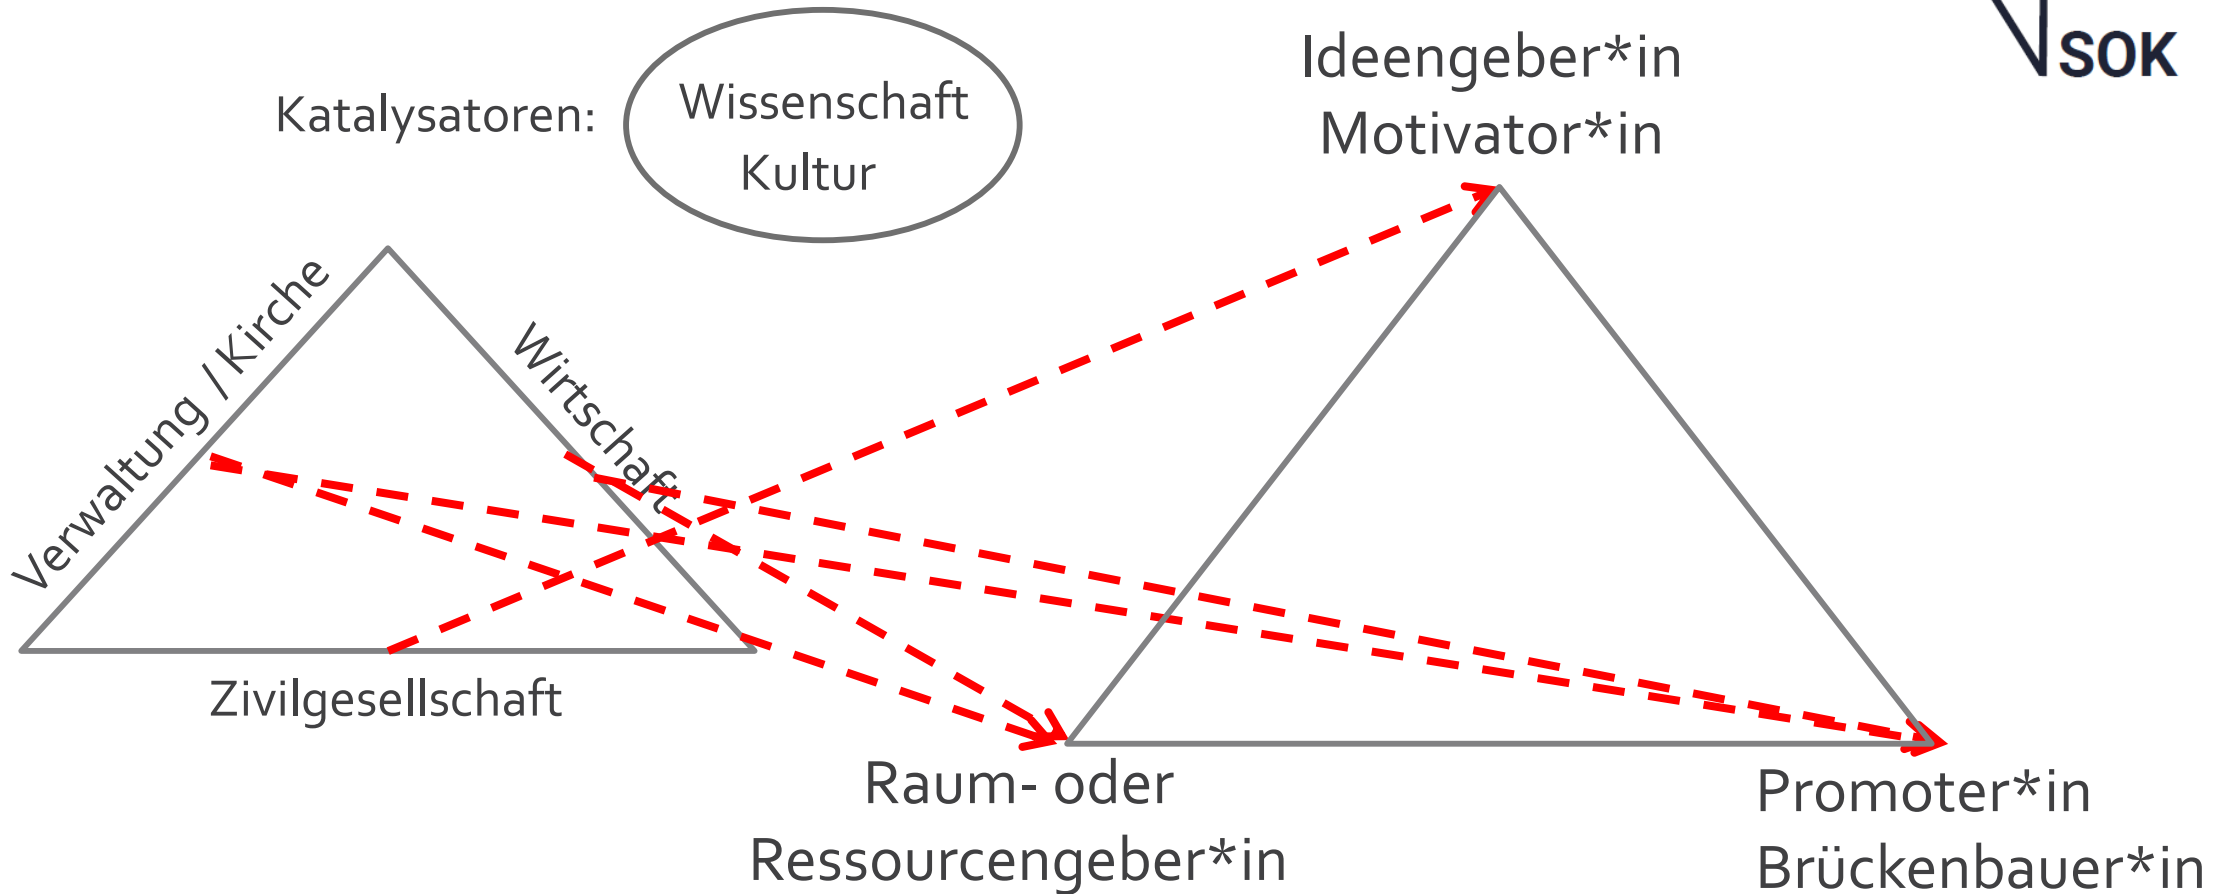 SOK
Katalysatoren:
Wissenschaft
Kultur
Ideengeber*in
Motivator*in
Verwaltung / Kirche
Wirtschaft
Zivilgesellschaft
Raum- oder
Ressourcengeber*in
Promoter*in
Brückenbauer*in